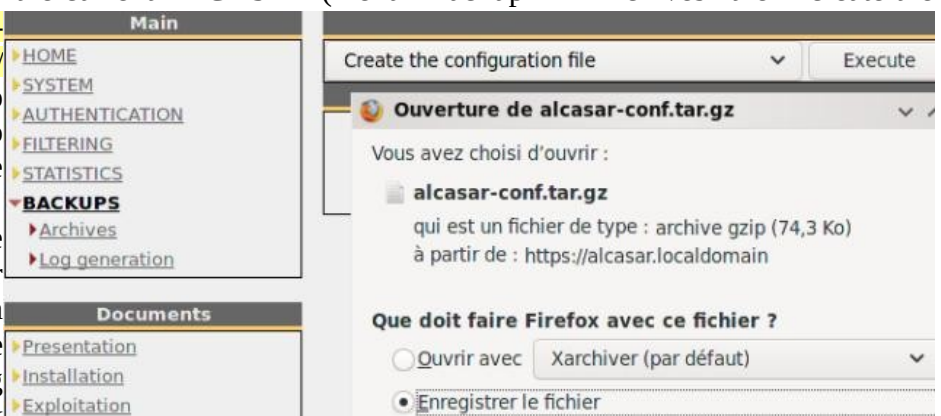 Main
HOME
SYSTEM
AUTHENTICATION
FILTERING
STATISTICS
BACKUPS
Archives
Log generation
Documents
Presentation
Installation
Exploitation
Create the configuration file
Execute
Ouverture de alcasar-conf.tar.gz
Vous avez choisi d'ouvrir :
alcasar-conf.tar.gz
qui est un fichier de type : archive gzip (74,3 Ko)
à partir de : https://alcasar.localdomain
Que doit faire Firefox avec ce fichier ?
Ouvrir avec Xarchiver (par défaut)
Enregistrer le fichier